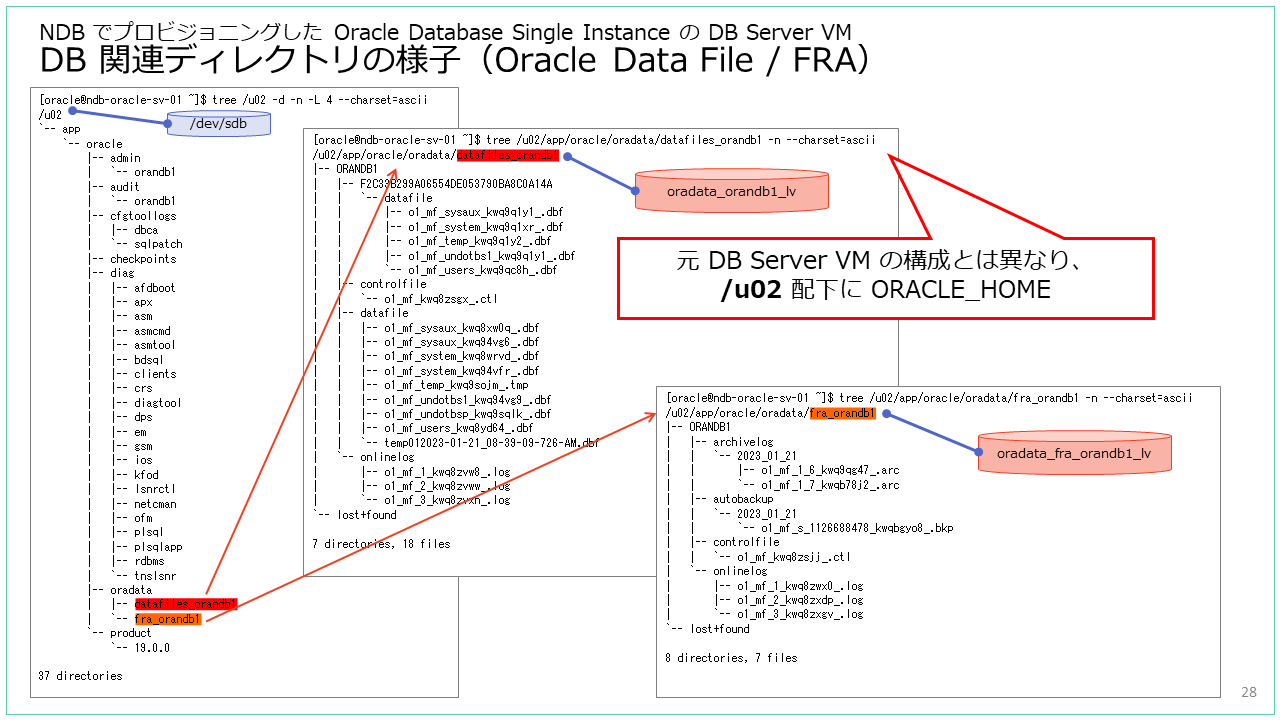 NDB でプロビジョニングした Oracle Database Single Instance の DB Server VM
DB 関連ディレクトリの様子（Oracle Data File / FRA）
[oracle@ndb-oracle-sv-01 ~]$ tree /u02 -d -n -L 4 --charset=ascii
/u02
`-- app
    `-- oracle
        |-- admin
        |   `-- orandb1
        |-- audit
        |   `-- orandb1
        |-- cfgtoollogs
        |   |-- dbca
        |   `-- sqlpatch
        |-- checkpoints
        |-- diag
        |   |-- afdboot
        |   |-- apx
        |   |-- asm
        |   |-- asmcmd
        |   |-- asmtool
        |   |-- bdsql
        |   |-- clients
        |   |-- crs
        |   |-- diagtool
        |   |-- dps
        |   |-- em
        |   |-- gsm
        |   |-- ios
        |   |-- kfod
        |   |-- lsnrctl
        |   |-- netcman
        |   |-- ofm
        |   |-- plsql
        |   |-- plsqlapp
        |   |-- rdbms
        |   `-- tnslsnr
        |-- oradata
        |   |-- datafiles_orandb1
        |   `-- fra_orandb1
        `-- product
            `-- 19.0.0
37 directories
/dev/sdb
[oracle@ndb-oracle-sv-01 ~]$ tree /u02/app/oracle/oradata/datafiles_orandb1 -n --charset=ascii
/u02/app/oracle/oradata/datafiles_orandb1
|-- ORANDB1
|   |-- F2C33B299A06554DE053790BA8C0A14A
|   |   `-- datafile
|   |       |-- o1_mf_sysaux_kwq9q1y1_.dbf
|   |       |-- o1_mf_system_kwq9q1xr_.dbf
|   |       |-- o1_mf_temp_kwq9q1y2_.dbf
|   |       |-- o1_mf_undotbs1_kwq9q1y1_.dbf
|   |       `-- o1_mf_users_kwq9qc8h_.dbf
|   |-- controlfile
|   |   `-- o1_mf_kwq8zsgx_.ctl
|   |-- datafile
|   |   |-- o1_mf_sysaux_kwq8xw0q_.dbf
|   |   |-- o1_mf_sysaux_kwq94vg6_.dbf
|   |   |-- o1_mf_system_kwq8wrvd_.dbf
|   |   |-- o1_mf_system_kwq94vfr_.dbf
|   |   |-- o1_mf_temp_kwq9sojm_.tmp
|   |   |-- o1_mf_undotbs1_kwq94vg9_.dbf
|   |   |-- o1_mf_undotbsp_kwq9sqlk_.dbf
|   |   |-- o1_mf_users_kwq8yd64_.dbf
|   |   `-- temp012023-01-21_08-39-09-726-AM.dbf
|   `-- onlinelog
|       |-- o1_mf_1_kwq8zvw8_.log
|       |-- o1_mf_2_kwq8zvww_.log
|       `-- o1_mf_3_kwq8zvxn_.log
`-- lost+found
7 directories, 18 files
oradata_orandb1_lv
元 DB Server VM の構成とは異なり、
/u02 配下に ORACLE_HOME
[oracle@ndb-oracle-sv-01 ~]$ tree /u02/app/oracle/oradata/fra_orandb1 -n --charset=ascii
/u02/app/oracle/oradata/fra_orandb1
|-- ORANDB1
|   |-- archivelog
|   |   `-- 2023_01_21
|   |       |-- o1_mf_1_6_kwq9qg47_.arc
|   |       `-- o1_mf_1_7_kwqb78j2_.arc
|   |-- autobackup
|   |   `-- 2023_01_21
|   |       `-- o1_mf_s_1126688478_kwqbgyo8_.bkp
|   |-- controlfile
|   |   `-- o1_mf_kwq8zsjj_.ctl
|   `-- onlinelog
|       |-- o1_mf_1_kwq8zwx0_.log
|       |-- o1_mf_2_kwq8zxdp_.log
|       `-- o1_mf_3_kwq8zxgv_.log
`-- lost+found
8 directories, 7 files
oradata_fra_orandb1_lv
28